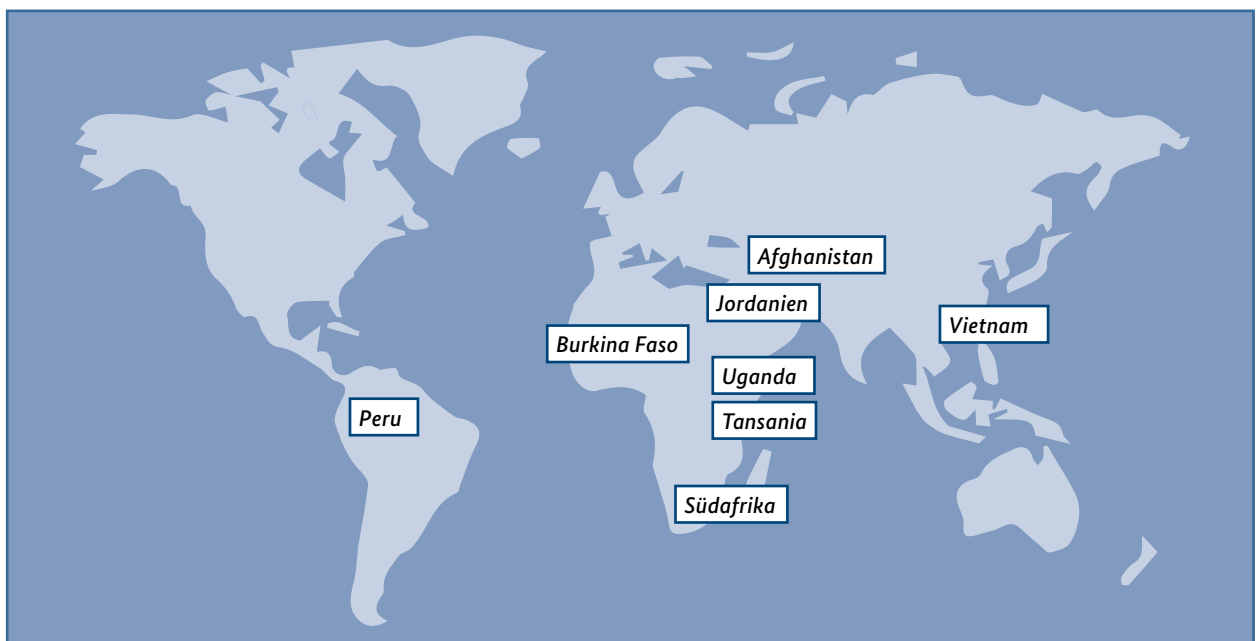 Afghanistan
Jordanien
Vietnam
Burkina Faso
Uganda
Peru
Tansania
Südafrika